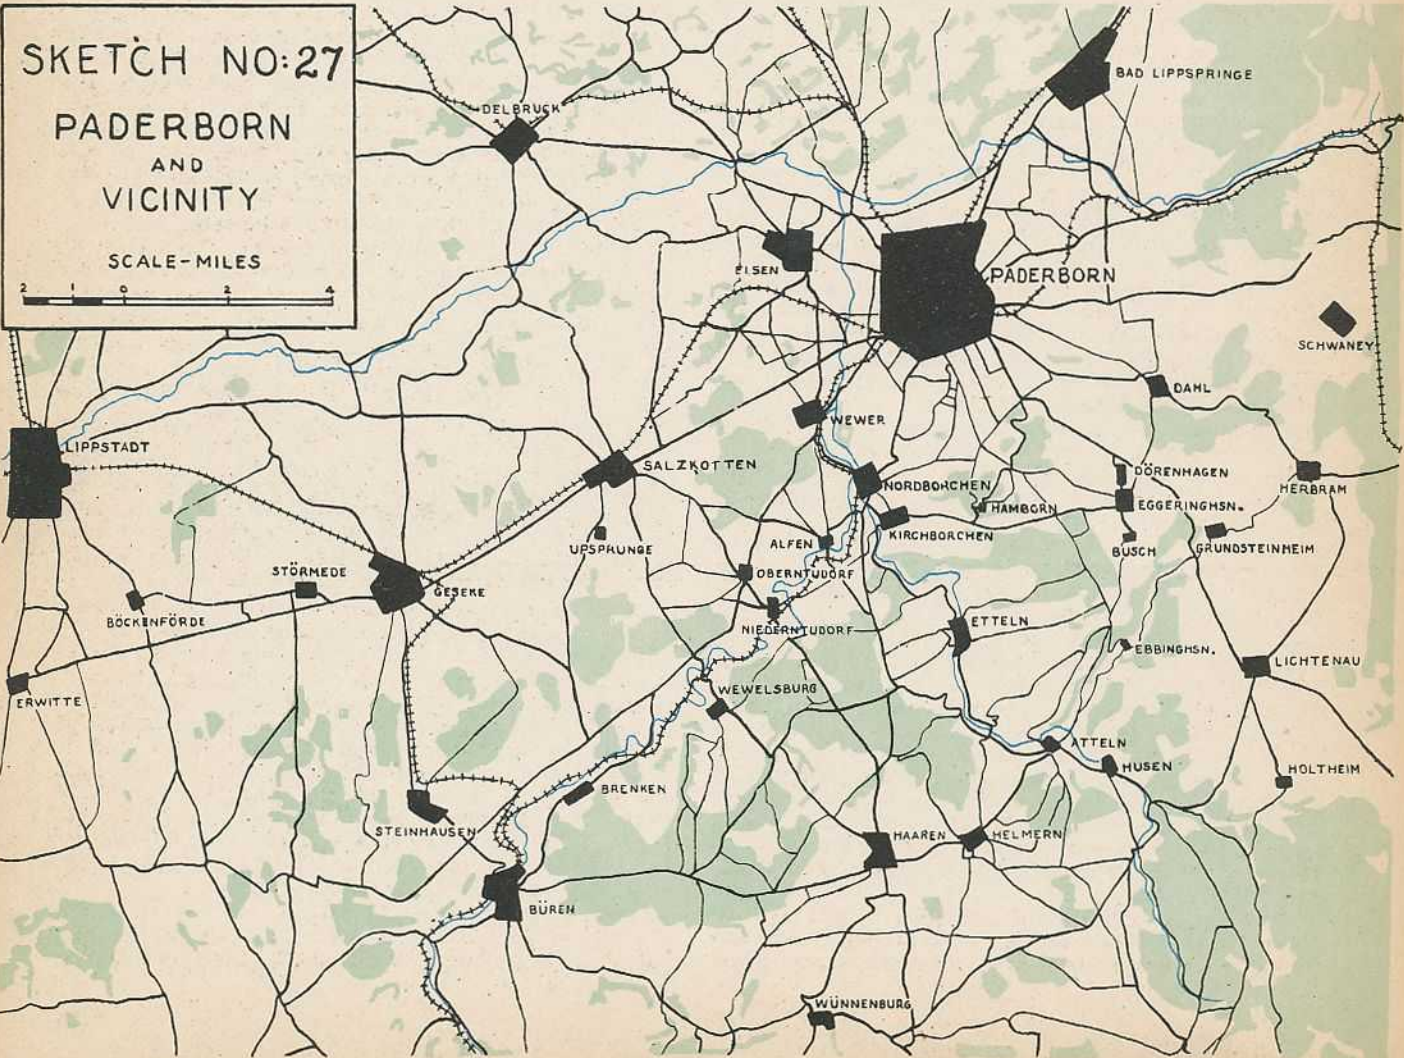 SKETCH NO:27
PADERBORN
AND
VICINITY
SCALE-MILES
2 1 0 2 4
DELBRUCK
BAD LIPPSPRINGE
ELSEN
PADERBORN
SCHWANEY
DAHL
WEWER
LIPPSTADT
SALZKOTTEN
DÖRENHAGEN
NORDBORCHEN
HERBRAM
HAMBORN
EGGERINGHSN.
KIRCHBORCHEN
UPSPRUNGE
ALFEN
BUSCH
GRUNDSTEINHEIM
STÖRMEDE
OBERNTUDORF
GESEKE
BÖCKENFÖRDE
ETTELN
NIEDERNTUDORF
EBBINGHSN.
LICHTENAU
ERWITTE
WEWELSBURG
ATTELN
HUSEN
HOLTHEIM
BRENKEN
STEINHAUSEN
HAAREN
HELMERN
BÜREN
WÜNNENBURG